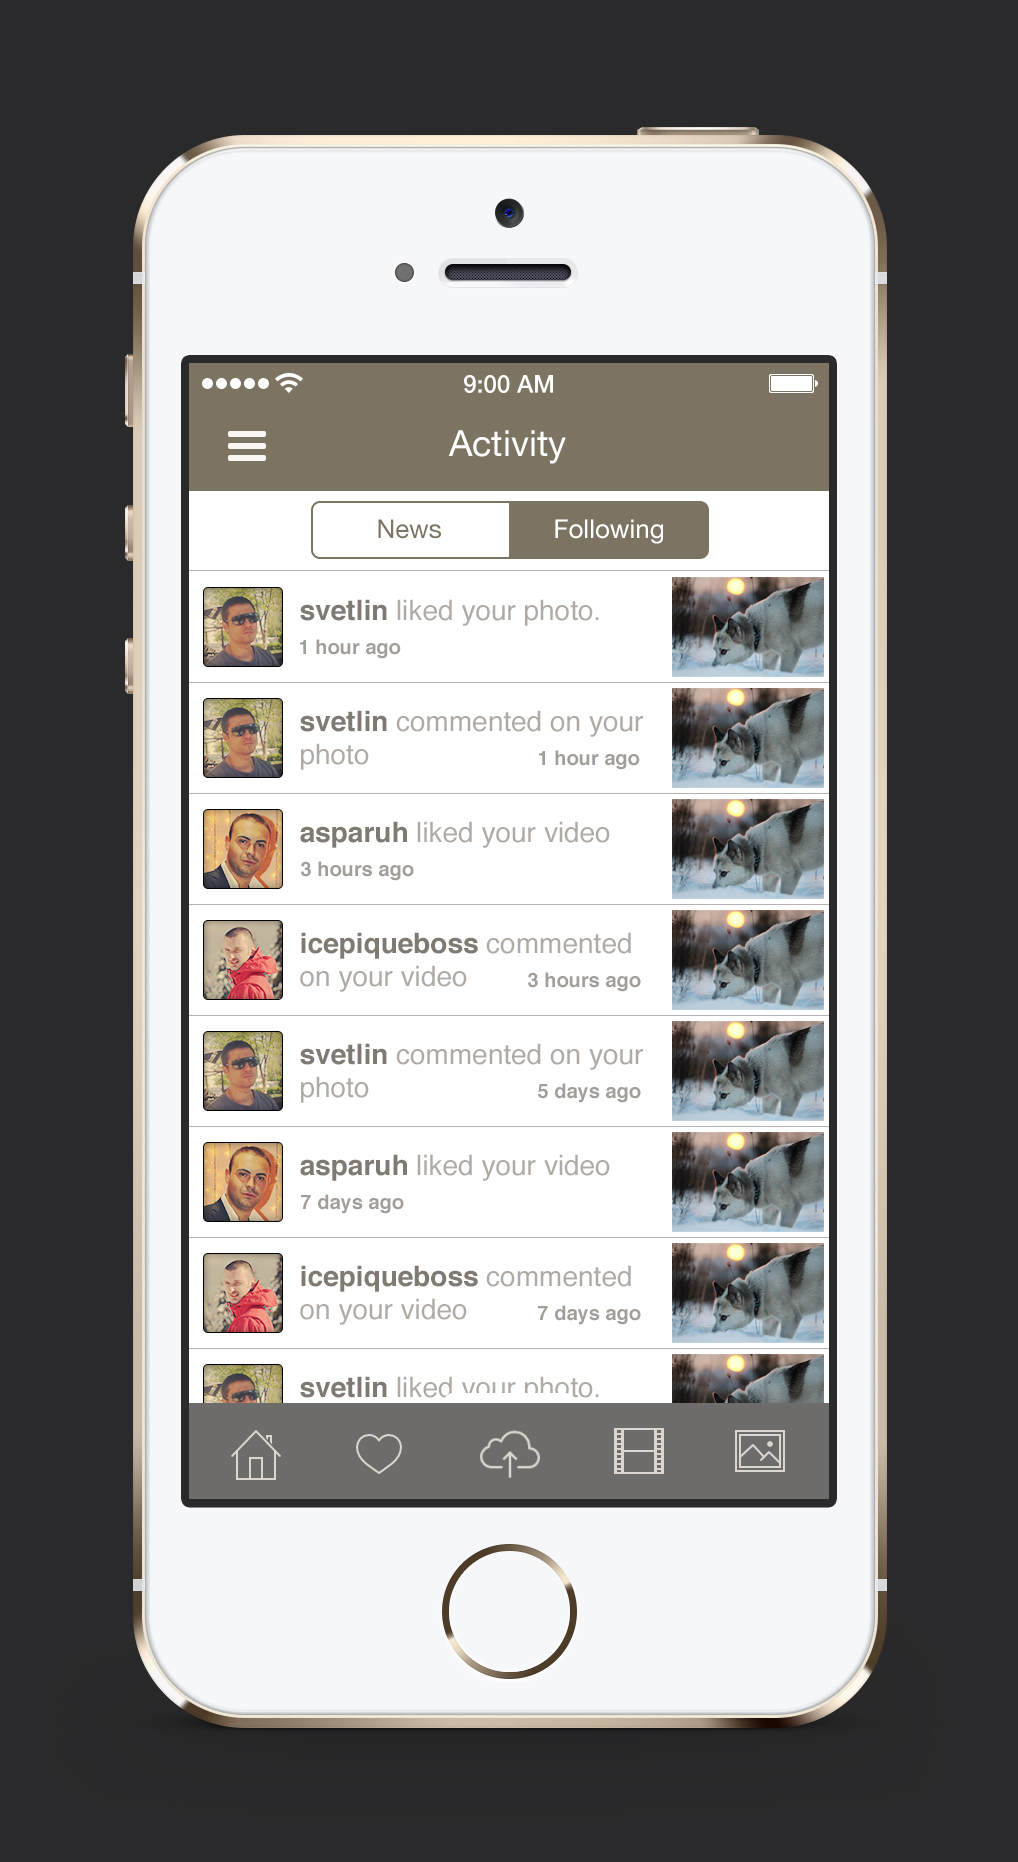 9:00 AM
Activity
News
Following
svetlin liked your photo.
1 hour ago
svetlin commented on your
photo
1 hour ago
asparuh liked your video
3 hours ago
icepiqueboss commented
on your video
3 hours ago
svetlin commented on your
photo
5 days ago
asparuh liked your video
7 days ago
icepiqueboss commented
on your video
7 days ago
svetlin liked your photo.